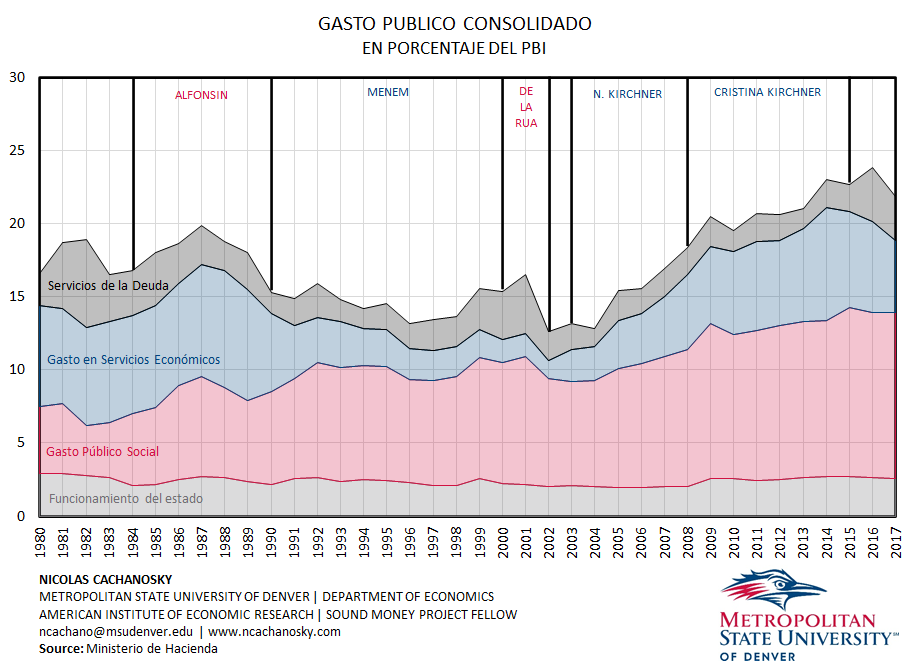 GASTO PUBLICO CONSOLIDADO
EN PORCENTAJE DEL PBI
30
25
20
15
10
5
0
ALFONSIN
MENEM
DE
LA
RUA
N. KIRCHNER
CRISTINA KIRCHNER
Servicios de la Deuda
Gasto en Servicios Económicos
Gasto Público Social
Funcionamiento del estado
1980
1981
1982
1983
1984
1985
1986
1987
1988
1989
1990
1991
1992
1993
1994
1995
1996
1997
1998
1999
2000
2001
2002
2003
2004
2005
2006
2007
2008
2009
2010
2011
2012
2013
2014
2015
2016
2017
NICOLAS CACHANOSKY
METROPOLITAN STATE UNIVERSITY OF DENVER | DEPARTMENT OF ECONOMICS
AMERICAN INSTITUTE OF ECONOMIC RESEARCH | SOUND MONEY PROJECT FELLOW
ncachano@msudenver.edu | www.ncachanosky.com
Source: Ministerio de Hacienda
METROPOLITAN
STATE UNIVERSITY
OF DENVER